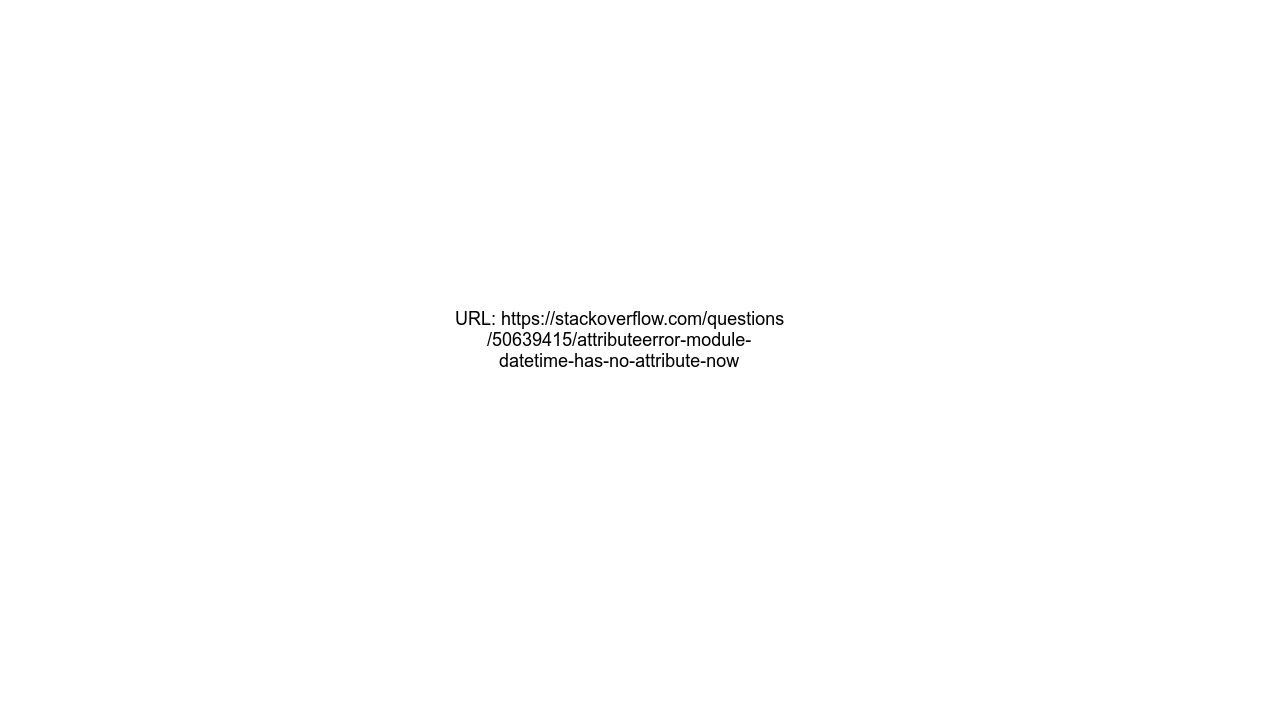 URL: https://stackoverflow.com/questions
/50639415/attributeerror-module-
datetime-has-no-attribute-now